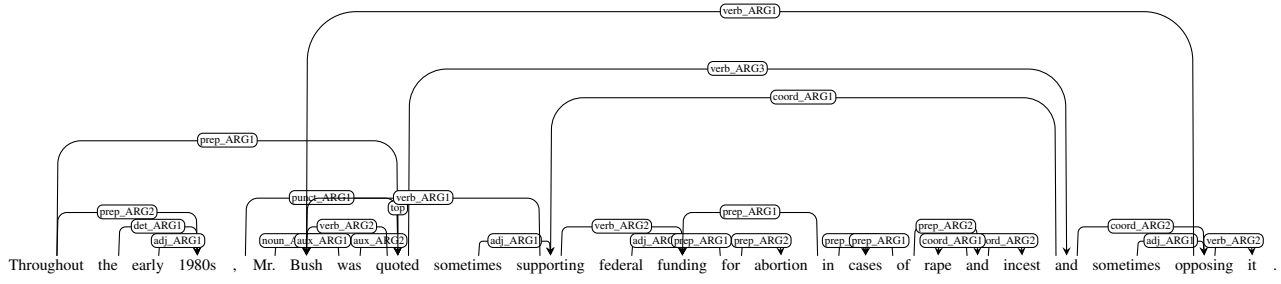 verb_ARG1
verb_ARG3
coord_ARG1
prep_ARG1
punct_ARG1 verb_ARG1
top
prep_ARG2 verb_ARG2 verb_ARG2 prep_ARG1 prep_ARG2 coord_ARG2
det_ARG1
adj_ARG1 aux_ARG1 aux_ARG2 adj_ARG1 prep_ARG1 prep_ARG2 prep_ARG1 coord_ARG1 adj_ARG1 verb_ARG2
Throughout the early 1980s , Mr. Bush was quoted sometimes supporting federal funding for abortion in cases of rape and incest and sometimes opposing it .